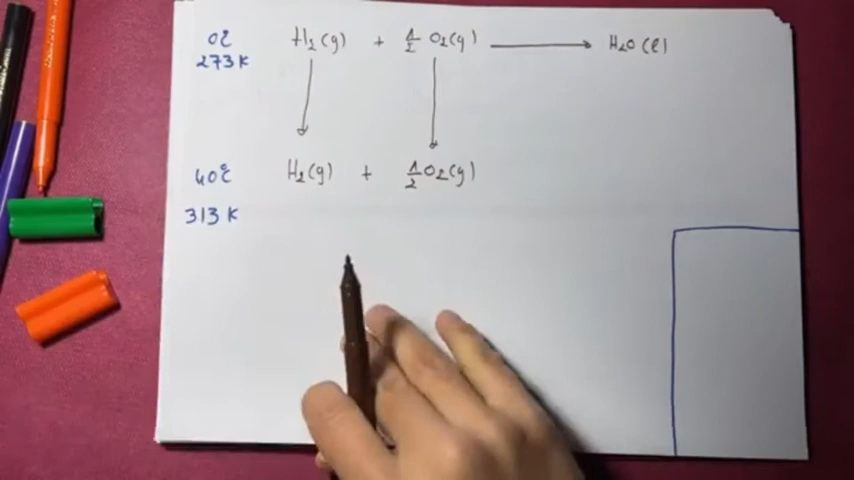 0℃ H₂(g) + 1/2 O₂(g) ⟶ H₂O(l)
273 K
40℃ H₂(g) + 1/2 O₂(g)
313 K